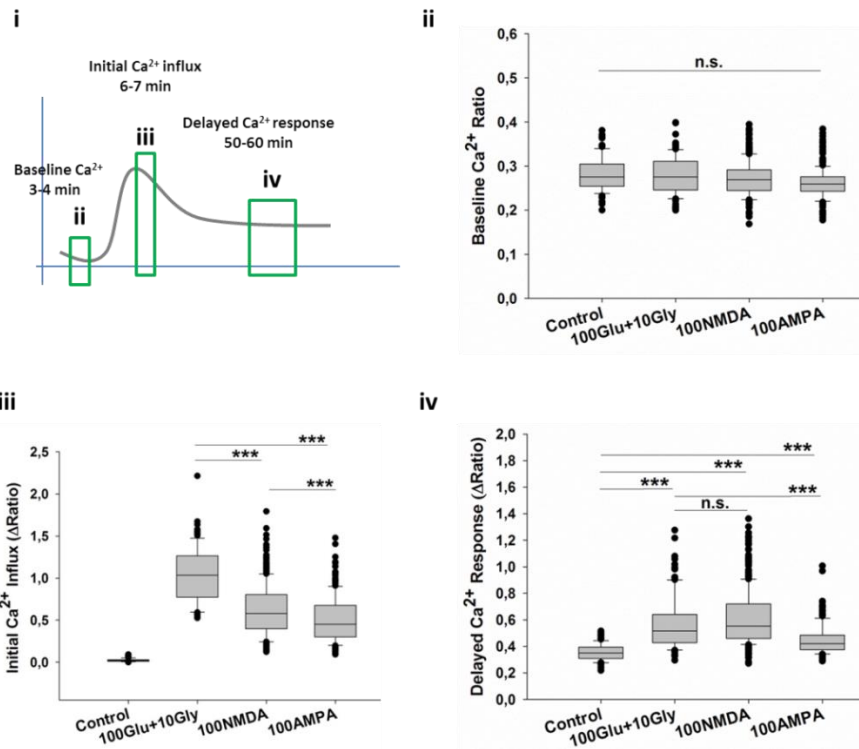 i
Initial Ca2+ influx
6-7 min
iii
Delayed Ca2+ response
50-60 min
iv
Baseline Ca2+
3-4 min
ii
ii
Baseline Ca2+ Ratio
0,6
0,5
0,4
0,3
0,2
0,1
0,0
n.s.
Control
100Glu+10Gly
100NMDA
100AMPA
iii
Initial Ca2+ Influx (ΔRatio)
2,5
2,0
1,5
1,0
0,5
0,0
***
***
***
Control
100Glu+10Gly
100NMDA
100AMPA
iv
Delayed Ca2+ Response (ΔRatio)
2,0
1,8
1,6
1,4
1,2
1,0
0,8
0,6
0,4
0,2
0,0
***
***
***
***
n.s.
Control
100Glu+10Gly
100NMDA
100AMPA